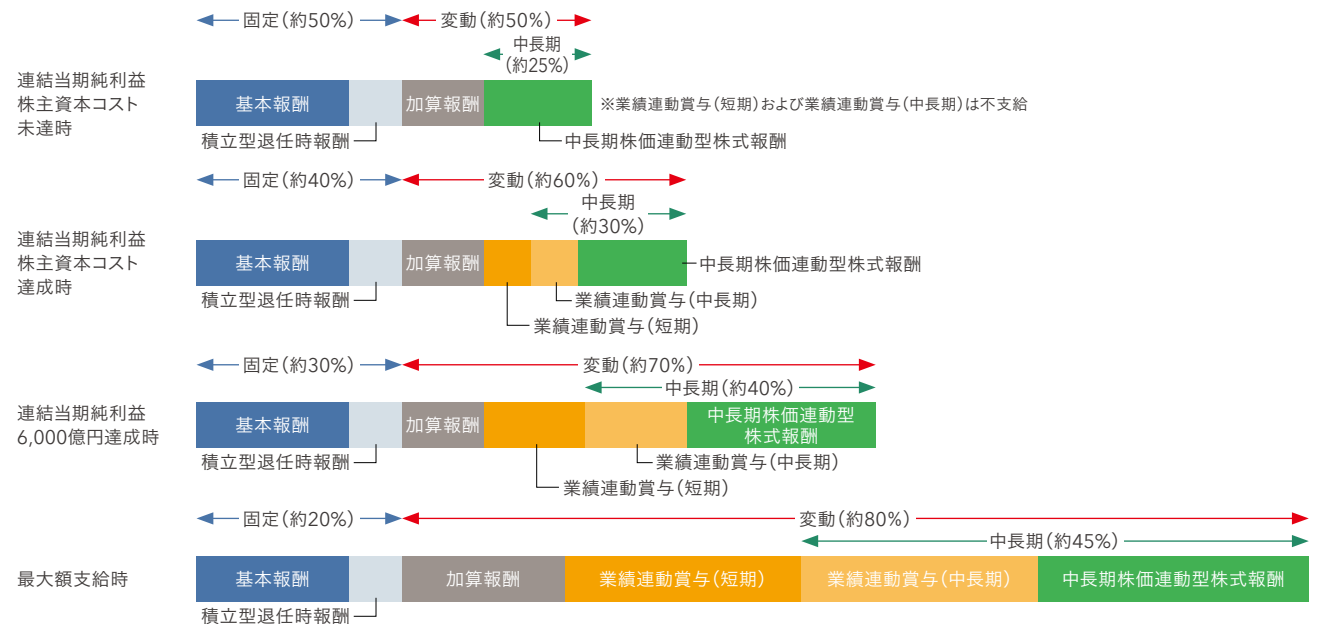 固定(約50%)
変動(約50%)
中長期
(約25%)
連結当期純利益
株主資本コスト
未達時
基本報酬
加算報酬
※業績連動賞与(短期)および業績連動賞与(中長期)は不支給
積立型退任時報酬
中長期株価連動型株式報酬
固定(約40%)
変動(約60%)
中長期
(約30%)
連結当期純利益
株主資本コスト
達成時
基本報酬
加算報酬
中長期株価連動型株式報酬
積立型退任時報酬
業績連動賞与(中長期)
業績連動賞与(短期)
固定(約30%)
変動(約70%)
中長期(約40%)
連結当期純利益
6,000億円達成時
基本報酬
加算報酬
中長期株価連動型
株式報酬
積立型退任時報酬
業績連動賞与(中長期)
業績連動賞与(短期)
固定(約20%)
変動(約80%)
中長期(約45%)
最大額支給時
基本報酬
加算報酬
業績連動賞与(短期)
業績連動賞与(中長期)
中長期株価連動型株式報酬
積立型退任時報酬